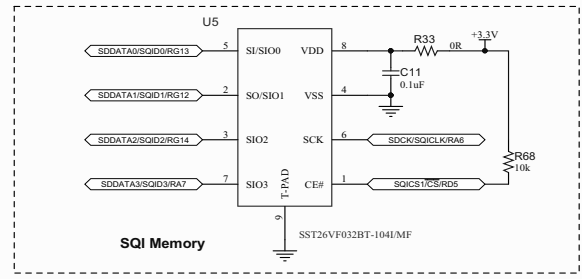 U5
+3.3V
R33
0R
SDDATA0/SQID0/RG13 5 SI/SIO0 VDD 8
C11
0.1uF
SDDATA1/SQID1/RG12 2 SO/SIO1 VSS 4
SDDATA2/SQID2/RG14 3 SIO2 SCK 6 SDCK/SQICLK/RA6
R68
10k
SDDATA3/SQID3/RA7 7 SIO3 T-PAD CE# 1 SQICS1/CS/RD5
9
SST26VF032BT-104I/MF
SQI Memory